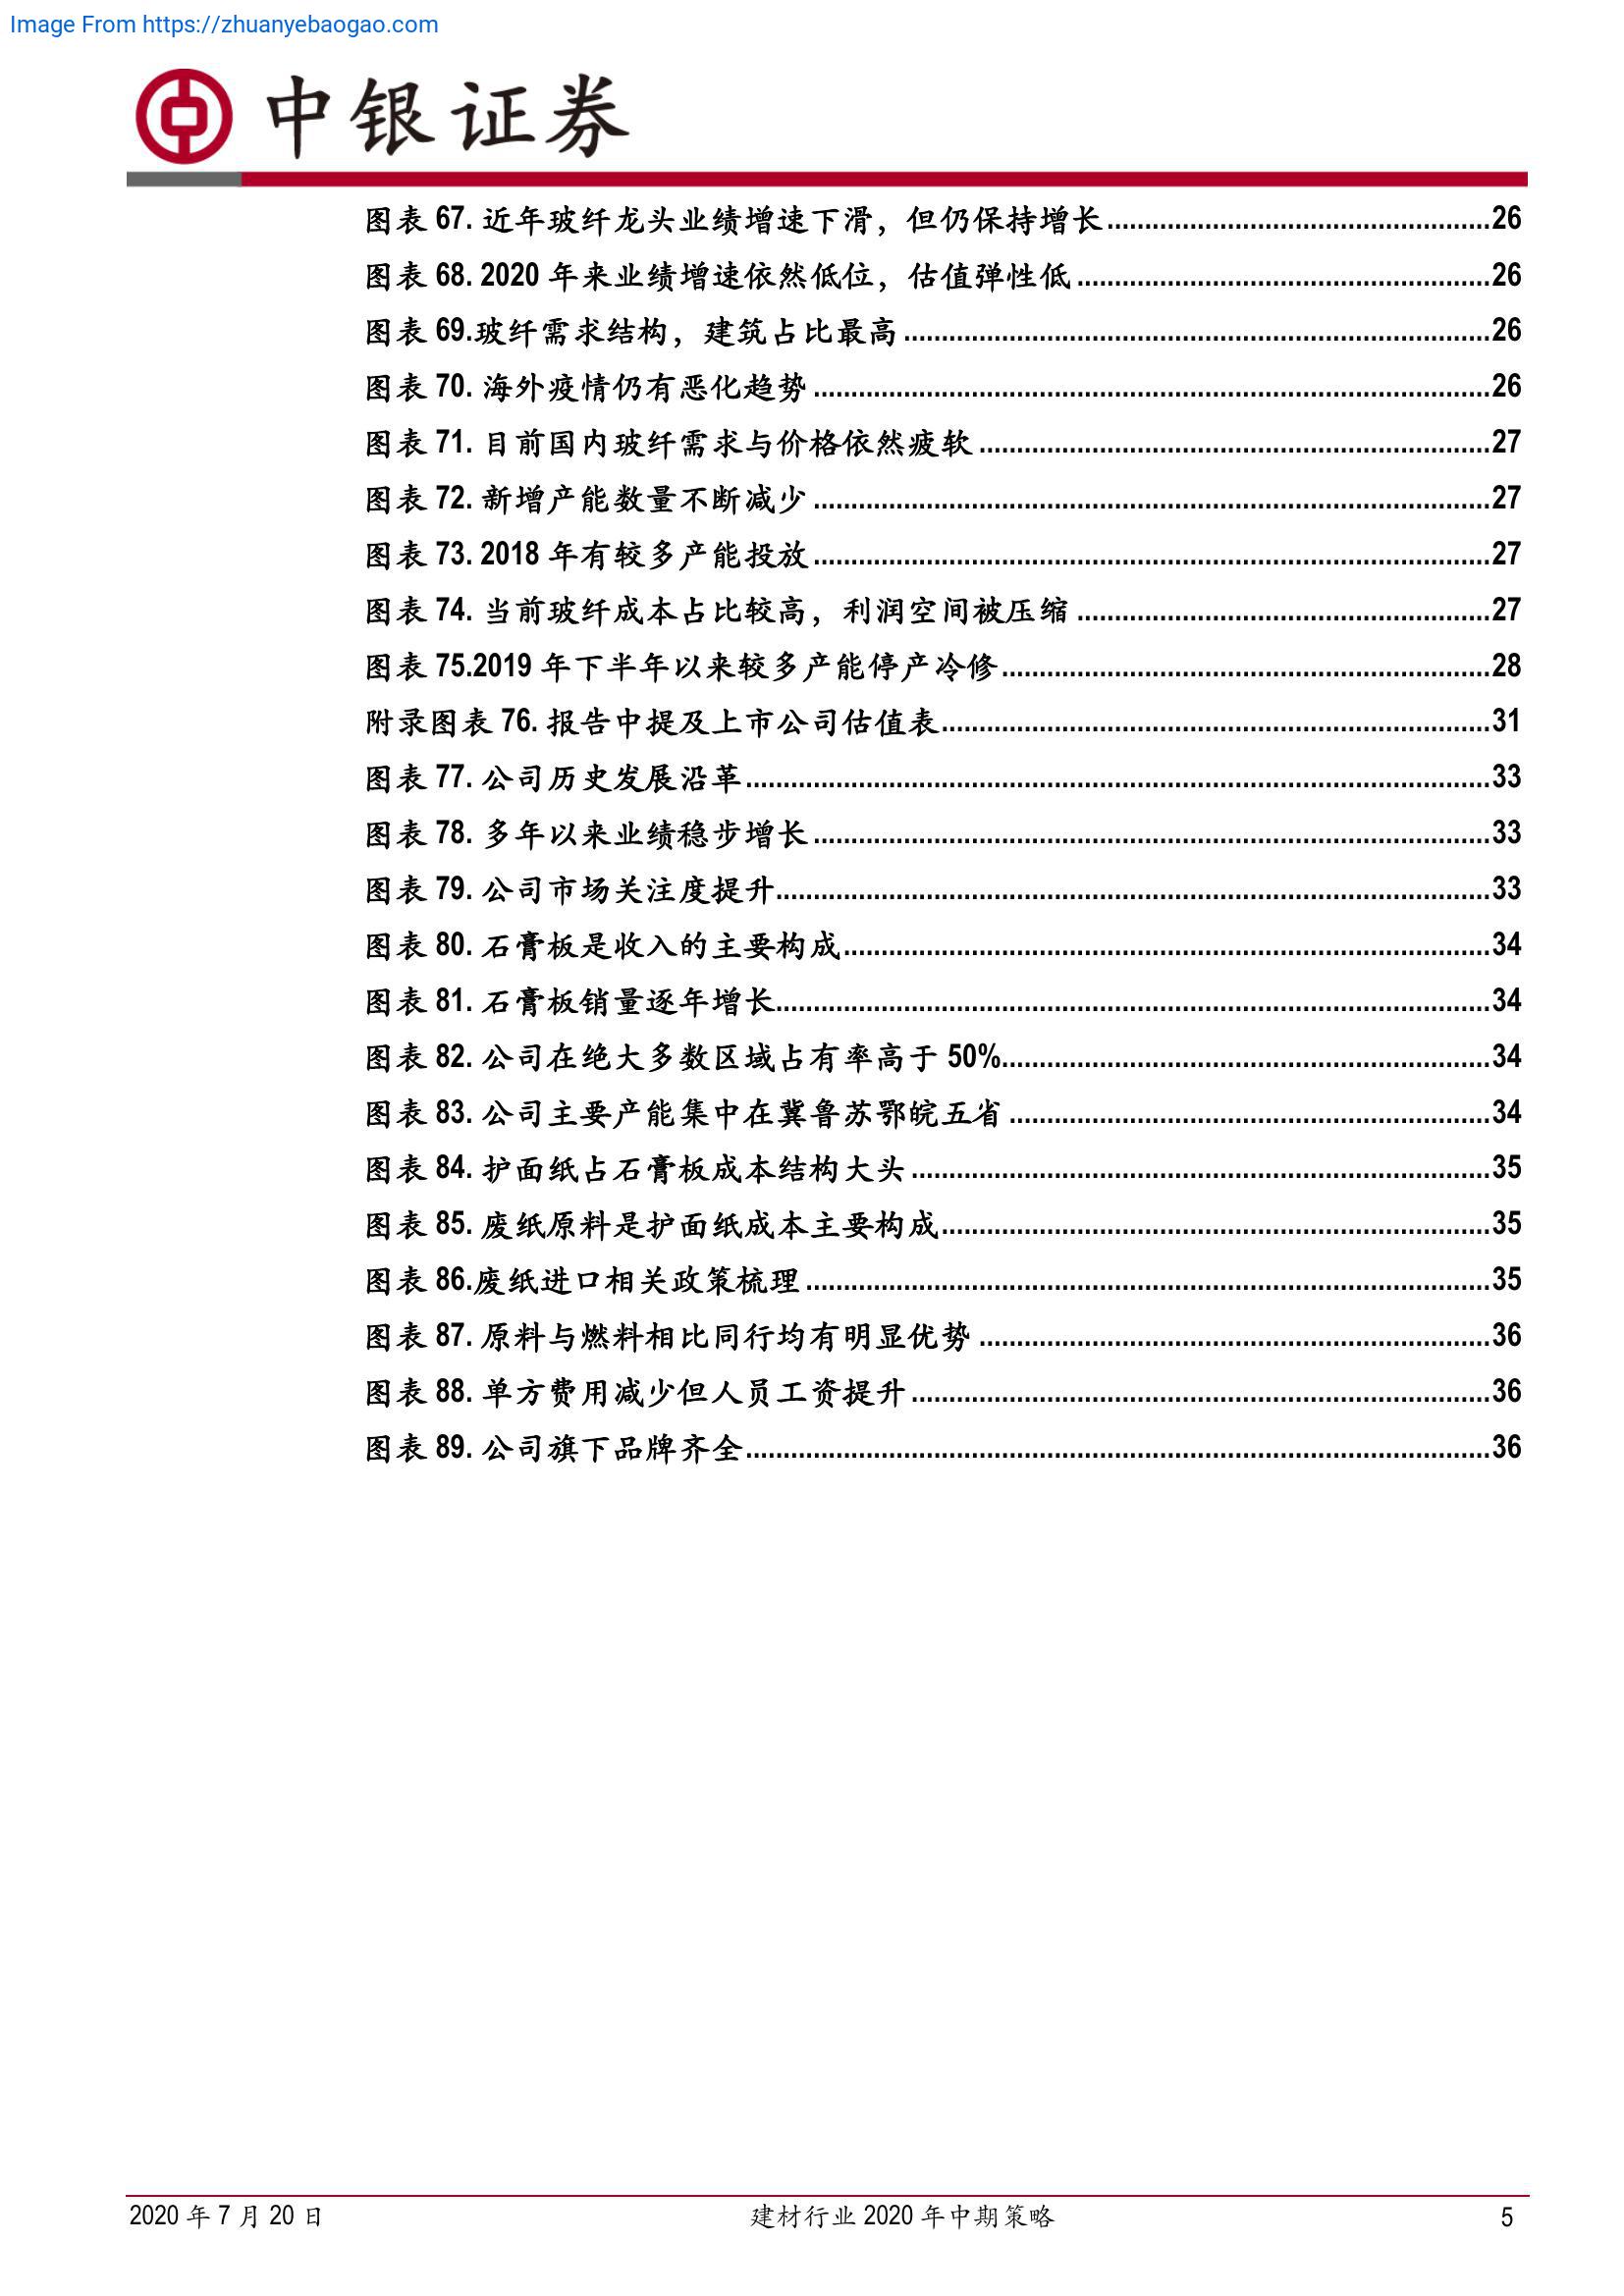 Image From https://zhuanyebaogao.com
中银证券
图表 67. 近年玻纤龙头业绩增速下滑，但仍保持增长..................................................26
图表 68. 2020 年来业绩增速依然低位，估值弹性低......................................................26
图表 69.玻纤需求结构，建筑占比最高.............................................................................26
图表 70. 海外疫情仍有恶化趋势.........................................................................................26
图表 71. 目前国内玻纤需求与价格依然疲软...................................................................27
图表 72. 新增产能数量不断减少.........................................................................................27
图表 73. 2018 年有较多产能投放.........................................................................................27
图表 74. 当前玻纤成本占比较高，利润空间被压缩......................................................27
图表 75.2019 年下半年以来较多产能停产冷修................................................................28
附录图表 76. 报告中提及上市公司估值表........................................................................31
图表 77. 公司历史发展沿革..................................................................................................33
图表 78. 多年以来业绩稳步增长.........................................................................................33
图表 79. 公司市场关注度提升..............................................................................................33
图表 80. 石膏板是收入的主要构成.....................................................................................34
图表 81. 石膏板销量逐年增长..............................................................................................34
图表 82. 公司在绝大多数区域占有率高于 50%................................................................34
图表 83. 公司主要产能集中在冀鲁苏鄂皖五省...............................................................34
图表 84. 护面纸占石膏板成本结构大头............................................................................35
图表 85. 废纸原料是护面纸成本主要构成........................................................................35
图表 86.废纸进口相关政策梳理..........................................................................................35
图表 87. 原料与燃料相比同行均有明显优势...................................................................36
图表 88. 单方费用减少但人员工资提升............................................................................36
图表 89. 公司旗下品牌齐全..................................................................................................36
2020 年 7 月 20 日 建材行业 2020 年中期策略 5